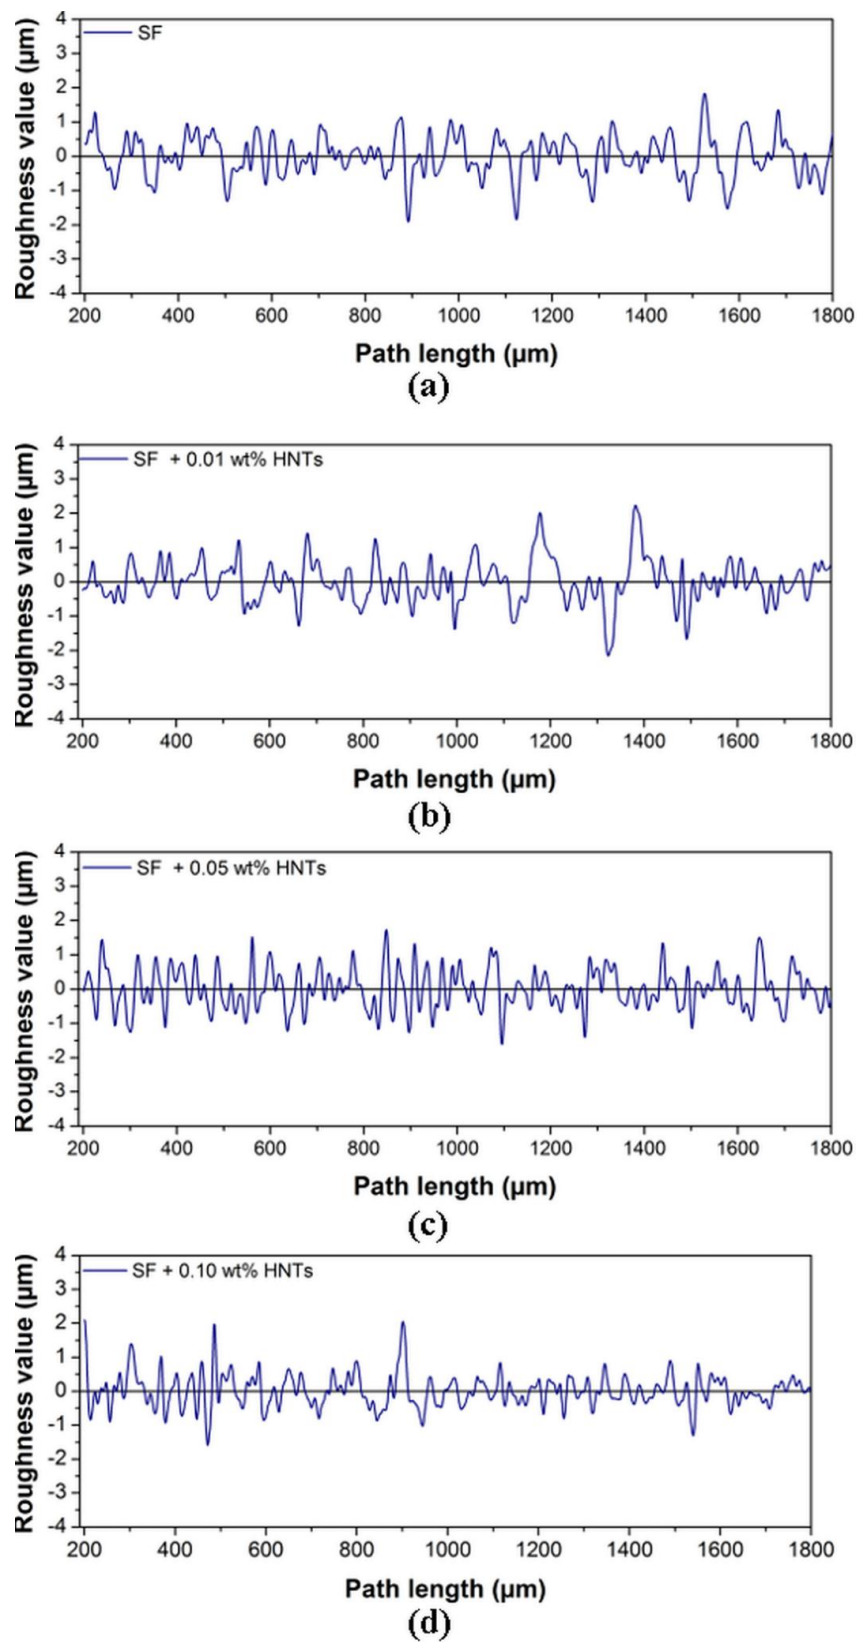 SF
Roughness value (µm)
4
3
2
1
0
-1
-2
-3
-4
200 400 600 800 1000 1200 1400 1600 1800
Path length (µm)
(a)
SF + 0.01 wt% HNTs
Roughness value (µm)
4
3
2
1
0
-1
-2
-3
-4
200 400 600 800 1000 1200 1400 1600 1800
Path length (µm)
(b)
SF + 0.05 wt% HNTs
Roughness value (µm)
4
3
2
1
0
-1
-2
-3
-4
200 400 600 800 1000 1200 1400 1600 1800
Path length (µm)
(c)
SF + 0.10 wt% HNTs
Roughness value (µm)
4
3
2
1
0
-1
-2
-3
-4
200 400 600 800 1000 1200 1400 1600 1800
Path length (µm)
(d)